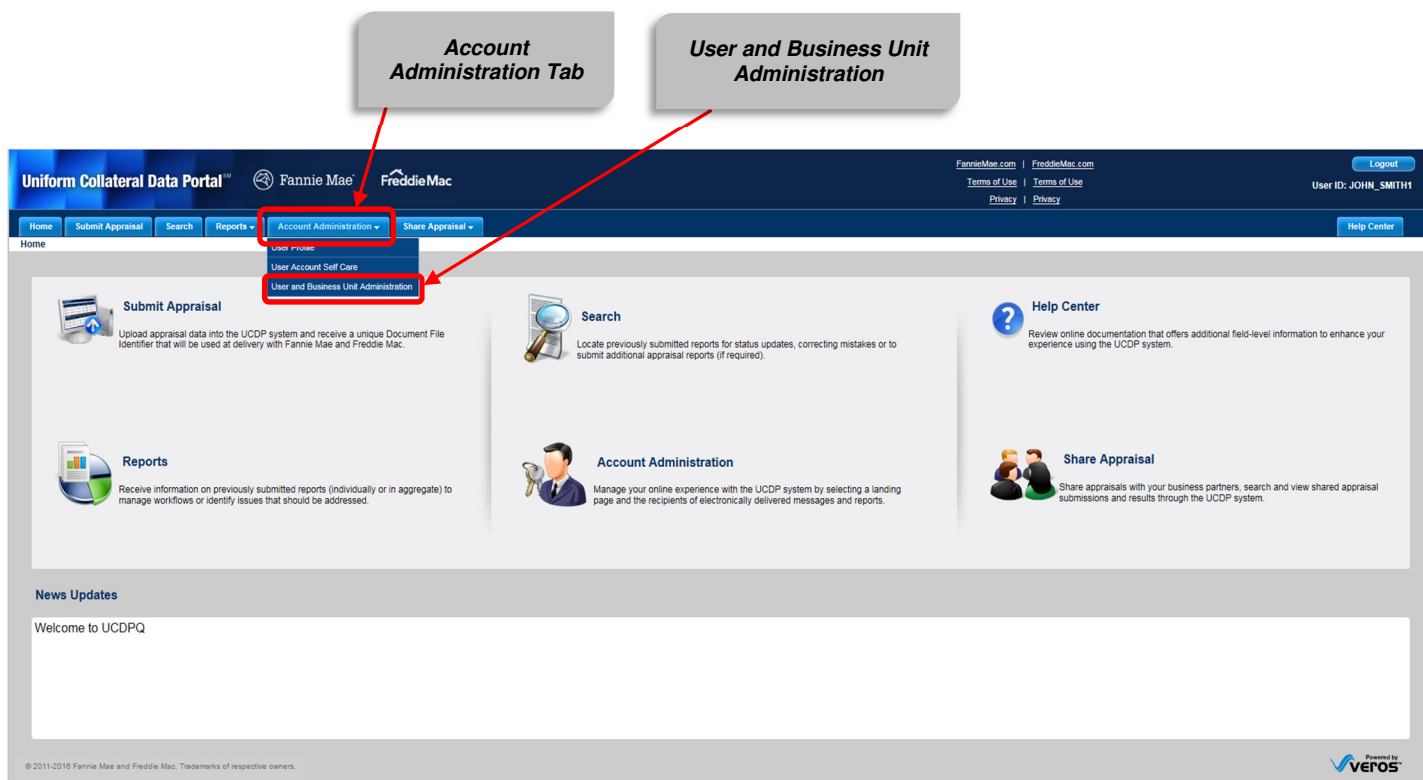 Account
Administration Tab
User and Business Unit
Administration
Uniform Collateral Data Portal℠
Fannie Mae®
Freddie Mac
FannieMae.com | FreddieMac.com
Terms of Use | Terms of Use
Privacy | Privacy
Logout
User ID: JOHN_SMITH1
Home Submit Appraisal Search Reports Account Administration Share Appraisal Help Center
Home
User Profile
User Account Self Care
User and Business Unit Administration
Submit Appraisal
Upload appraisal data into the UCDP system and receive a unique Document File
Identifier that will be used at delivery with Fannie Mae and Freddie Mac.
Search
Locate previously submitted reports for status updates, correcting mistakes or to
submit additional appraisal reports (if required).
Help Center
Review online documentation that offers additional field-level information to enhance your
experience using the UCDP system.
Reports
Receive information on previously submitted reports (individually or in aggregate) to
manage workflows or identify issues that should be addressed.
Account Administration
Manage your online experience with the UCDP system by selecting a landing
page and the recipients of electronically delivered messages and reports.
Share Appraisal
Share appraisals with your business partners, search and view shared appraisal
submissions and results through the UCDP system.
News Updates
Welcome to UCDPQ
© 2011-2016 Fannie Mae and Freddie Mac. Trademarks of respective owners.
Powered by
veros